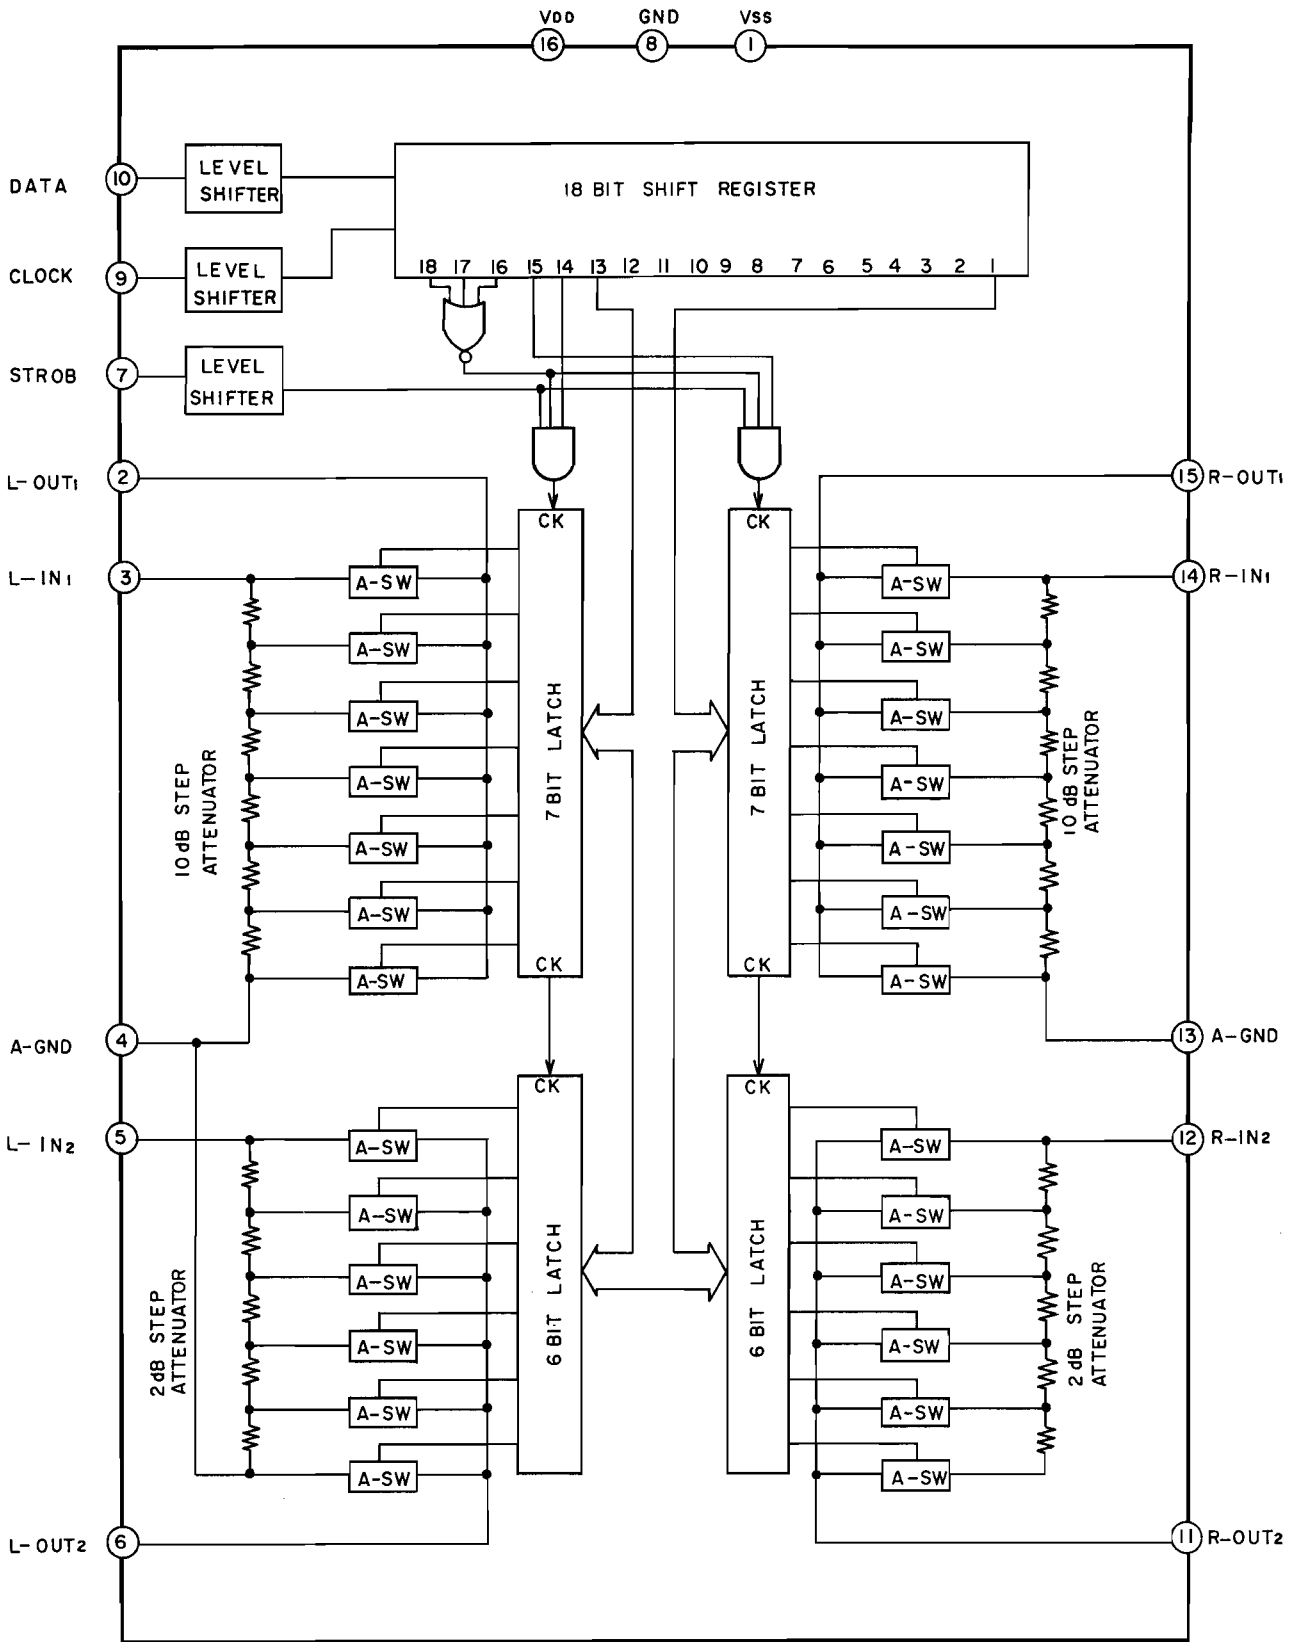 VDD GND VSS
16 8 1
DATA 10 LEVEL SHIFTER
18 BIT SHIFT REGISTER
CLOCK 9 LEVEL SHIFTER
18 17 16 15 14 13 12 11 10 9 8 7 6 5 4 3 2 1
STROB 7 LEVEL SHIFTER
L-OUT1 2
15 R-OUT1
CK
CK
L-IN1 3
14 R-IN1
A-SW
A-SW
A-SW
A-SW
A-SW
A-SW
A-SW
10dB STEP
ATTENUATOR
7 BIT LATCH
CK
7 BIT LATCH
CK
A-SW
A-SW
A-SW
A-SW
A-SW
A-SW
A-SW
10 dB STEP
ATTENUATOR
A-GND 4
13 A-GND
CK
CK
L-IN2 5
12 R-IN2
A-SW
A-SW
A-SW
A-SW
A-SW
A-SW
2dB STEP
ATTENUATOR
6 BIT LATCH
6 BIT LATCH
A-SW
A-SW
A-SW
A-SW
A-SW
A-SW
2dB STEP
ATTENUATOR
L-OUT2 6
11 R-OUT2